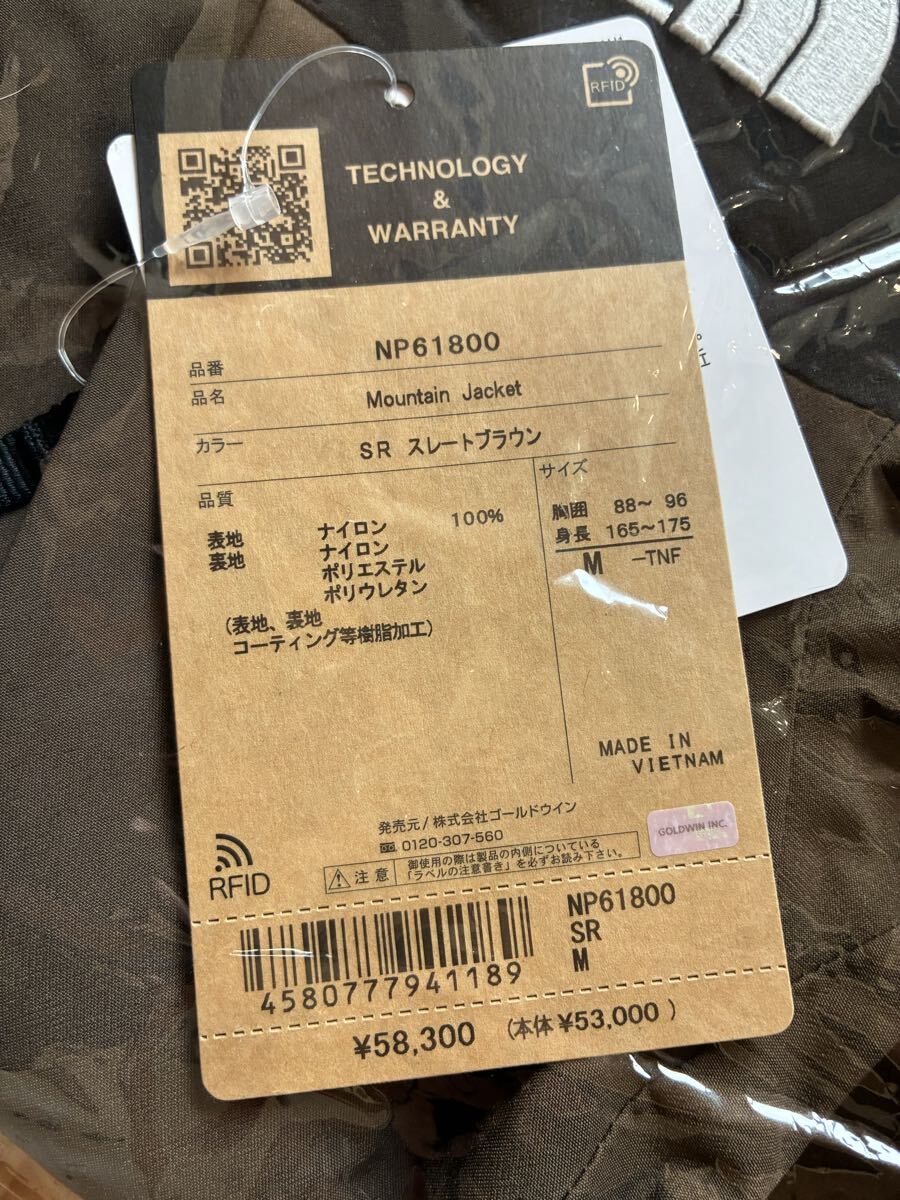 RFID
TECHNOLOGY
&
WARRANTY
品番 NP61800
品名 Mountain Jacket
カラー SR スレートブラウン
品質
表地 ナイロン 100%
裏地 ナイロン
ポリエステル
ポリウレタン
(表地、裏地
コーティング等樹脂加工)
サイズ
胸囲 88〜 96
身長 165〜175
M -TNF
MADE IN
VIETNAM
発売元/株式会社ゴールドウイン
0120-307-560
GOLDWIN INC.
RFID
注意
御使用の際は製品の内側についている
「ラベルの注意書き」を必ずお読み下さい。
NP61800
SR
M
4580777941189
¥58,300 (本体¥53,000 )